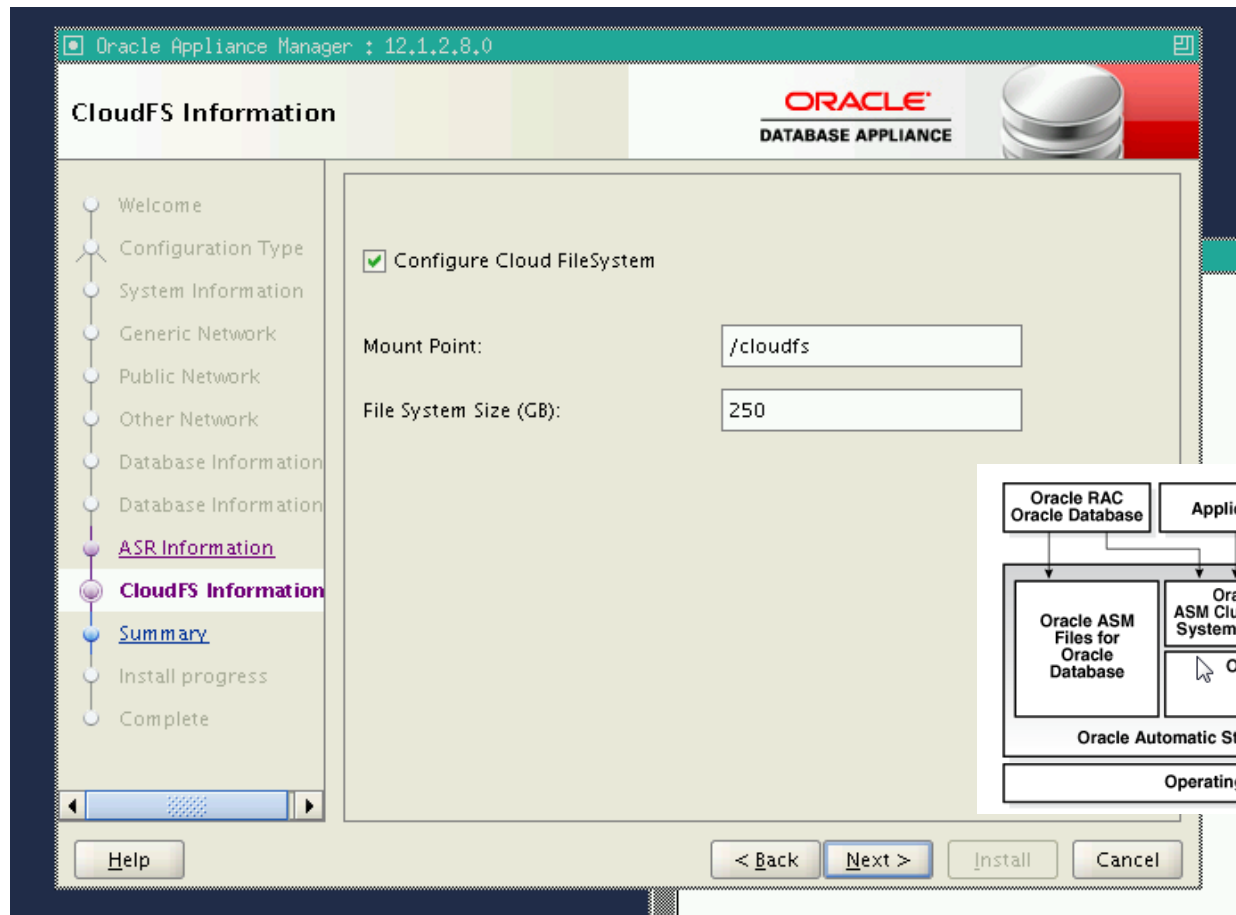 Oracle Appliance Manager : 12.1.2.8.0
CloudFS Information
ORACLE
DATABASE APPLIANCE
Welcome
Configuration Type
System Information
Generic Network
Public Network
Other Network
Database Information
Database Information
ASR Information
CloudFS Information
Summary
Install progress
Complete
Configure Cloud FileSystem
Mount Point:
/cloudfs
File System Size (GB):
250
Oracle RAC
Oracle Database
Oracle ASM
Files for
Oracle
Database
ASM
System
Oracle Automatic
Help
< Back
Next >
Install
Cancel